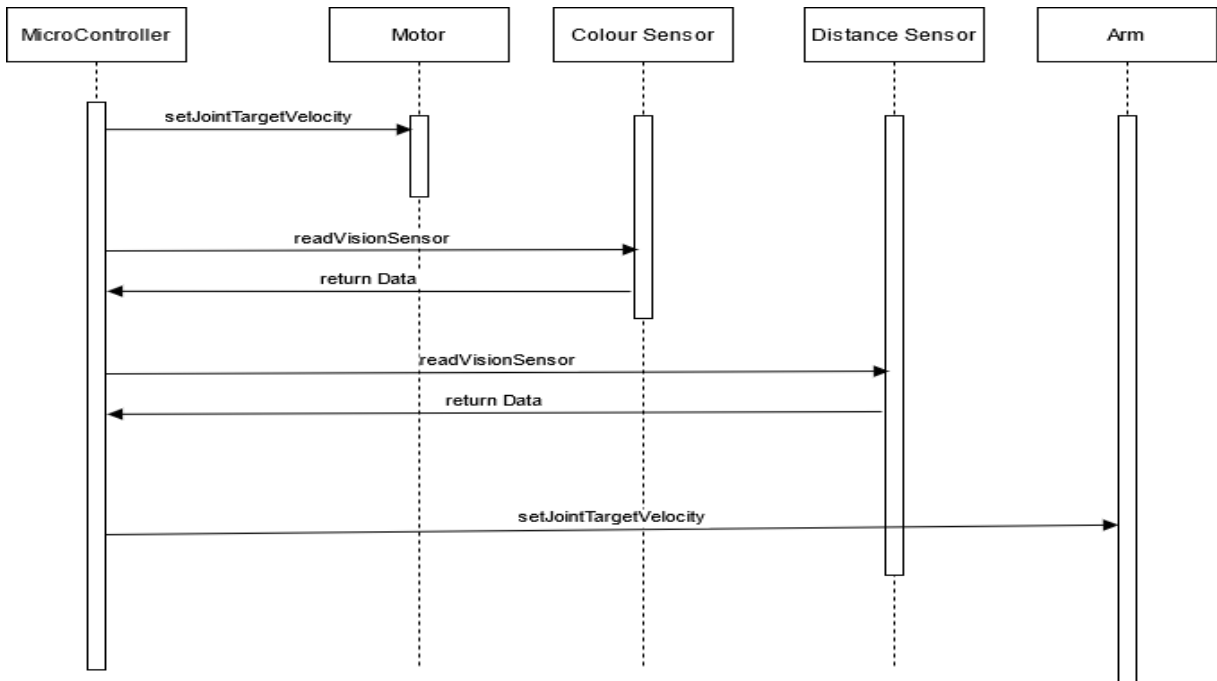 MicroController
Motor
Colour Sensor
Distance Sensor
Arm
setJointTargetVelocity
readVisionSensor
return Data
readVisionSensor
return Data
setJointTargetVelocity